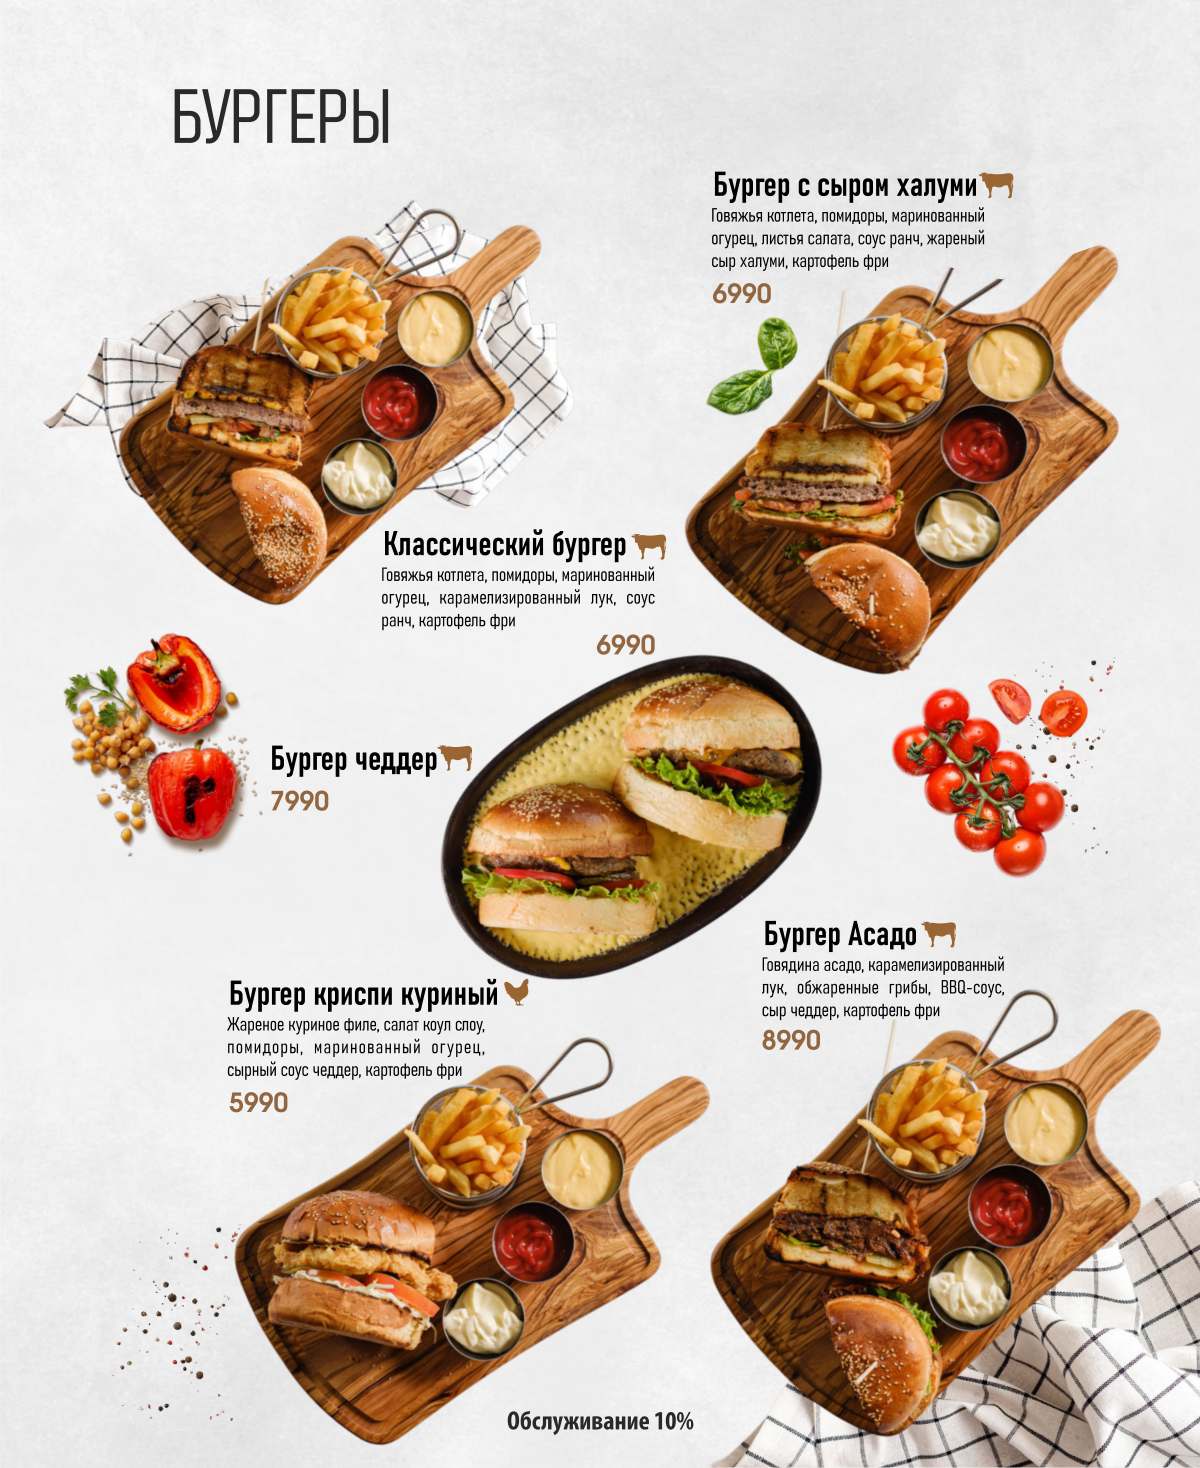 БУРГЕРЫ
Бургер с сыром халуми
Говяжья котлета, помидоры, маринованный
огурец, листья салата, соус ранч, жареный
сыр халуми, картофель фри
6990
Классический бургер
Говяжья котлета, помидоры, маринованный
огурец, карамелизированный лук, соус
ранч, картофель фри
6990
Бургер чеддер
7990
Бургер Асадо
Говядина асадо, карамелизированный
лук, обжаренные грибы, BBQ-соус,
сыр чеддер, картофель фри
8990
Бургер криспи куриный
Жареное куриное филе, салат коул слоу,
помидоры, маринованный огурец,
сырный соус чеддер, картофель фри
5990
Обслуживание 10%